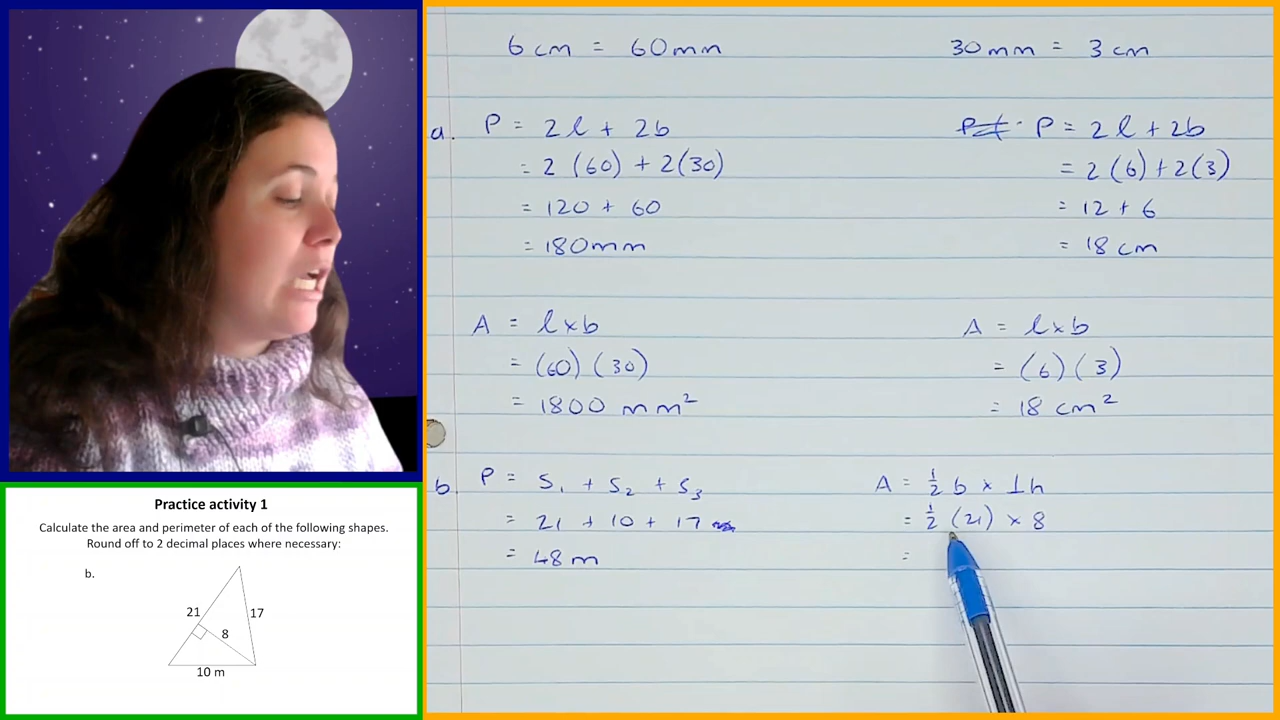 6 cm = 60 mm
30 mm = 3 cm
a. P = 2l + 2b
= 2 (60) + 2(30)
= 120 + 60
= 180 mm
P = 2l + 2b
= 2(6) + 2(3)
= 12 + 6
= 18 cm
A = l x b
= (60) (30)
= 1800 mm²
A = l x b
= (6) (3)
= 18 cm²
b. P = S₁ + S₂ + S₃
= 21 + 10 + 17
= 48 m
A = ½ b x ⊥h
= ½ (21) x 8
=
Practice activity 1
Calculate the area and perimeter of each of the following shapes.
Round off to 2 decimal places where necessary:
b.
21
17
8
10 m